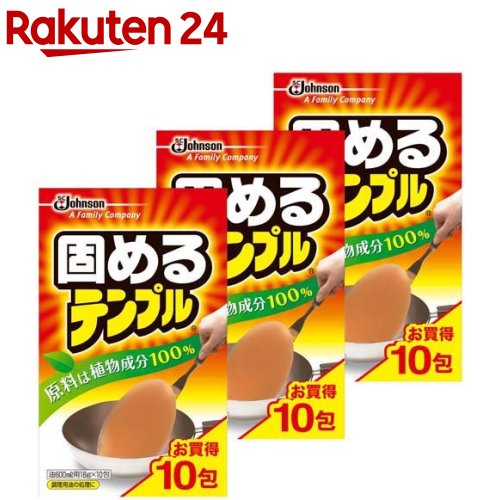 Rakuten 24
SC Johnson
A Family Company
固める
テンプル®
原料は植物成分100%
お買得
10包
油600ml用18g×10包
調理用油の処理に
SC Johnson
A Family Company
固める
テンプル®
物成分100%
お買得
10包
SC Johnson
A Family Company
固める
ンプル®
物成分100%
お買得
10包